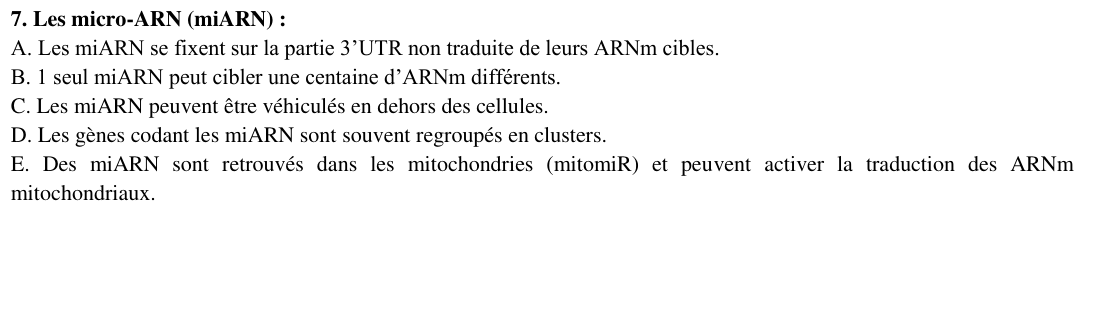 7. Les micro-ARN (miARN) :
A. Les miARN se fixent sur la partie 3’UTR non traduite de leurs ARNm cibles.
B. 1 seul miARN peut cibler une centaine d’ARNm différents.
C. Les miARN peuvent être véhiculés en dehors des cellules.
D. Les gènes codant les miARN sont souvent regroupés en clusters.
E. Des miARN sont retrouvés dans les mitochondries (mitomiR) et peuvent activer la traduction des ARNm
mitochondriaux.